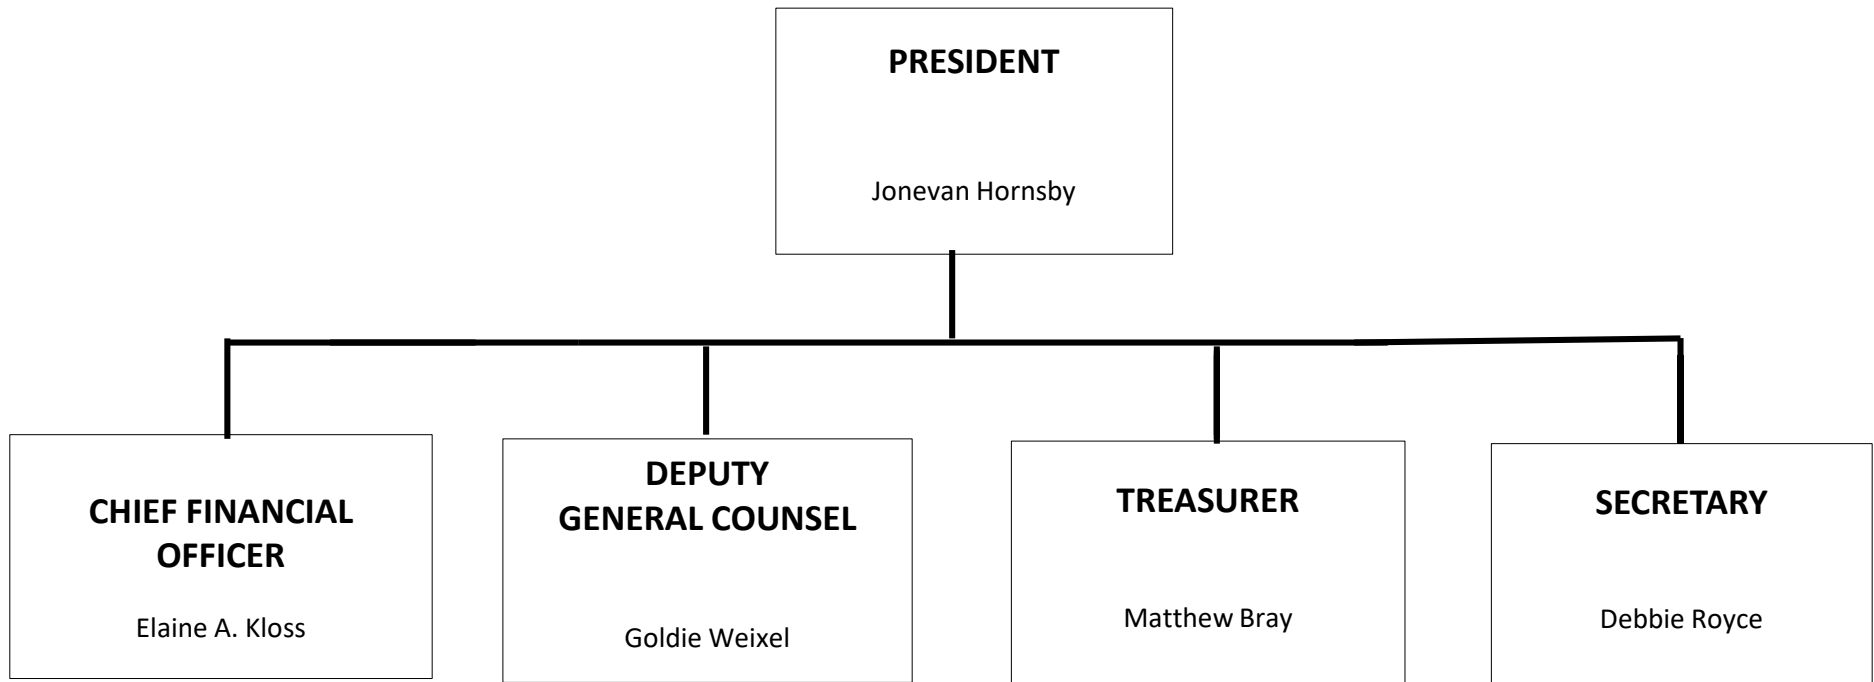 PRESIDENT
Jonevan Hornsby
CHIEF FINANCIAL
OFFICER
Elaine A. Kloss
DEPUTY
GENERAL COUNSEL
Goldie Weixel
TREASURER
Matthew Bray
SECRETARY
Debbie Royce